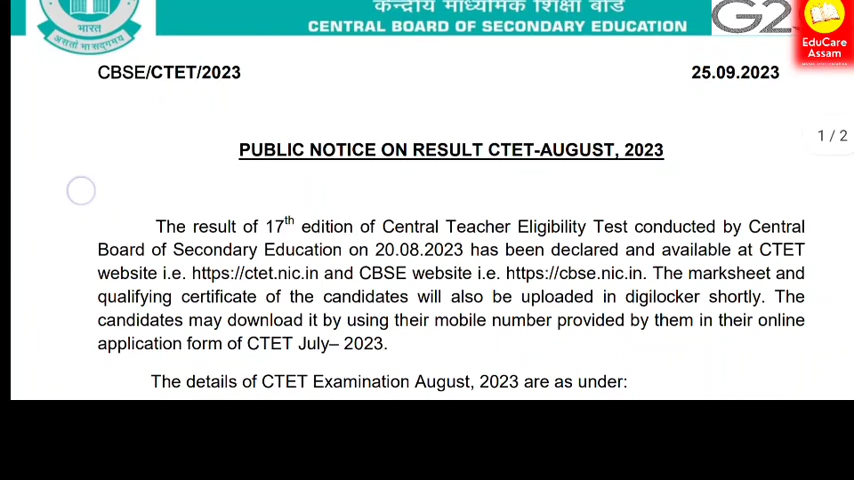 केन्द्रीय माध्यमिक शिक्षा बोर्ड
CENTRAL BOARD OF SECONDARY EDUCATION
भारत
असतो मा सद्गमय
G2
EduCare
Assam
CBSE/CTET/2023 25.09.2023
1 / 2
PUBLIC NOTICE ON RESULT CTET-AUGUST, 2023
The result of 17th edition of Central Teacher Eligibility Test conducted by Central
Board of Secondary Education on 20.08.2023 has been declared and available at CTET
website i.e. https://ctet.nic.in and CBSE website i.e. https://cbse.nic.in. The marksheet and
qualifying certificate of the candidates will also be uploaded in digilocker shortly. The
candidates may download it by using their mobile number provided by them in their online
application form of CTET July– 2023.
The details of CTET Examination August, 2023 are as under: